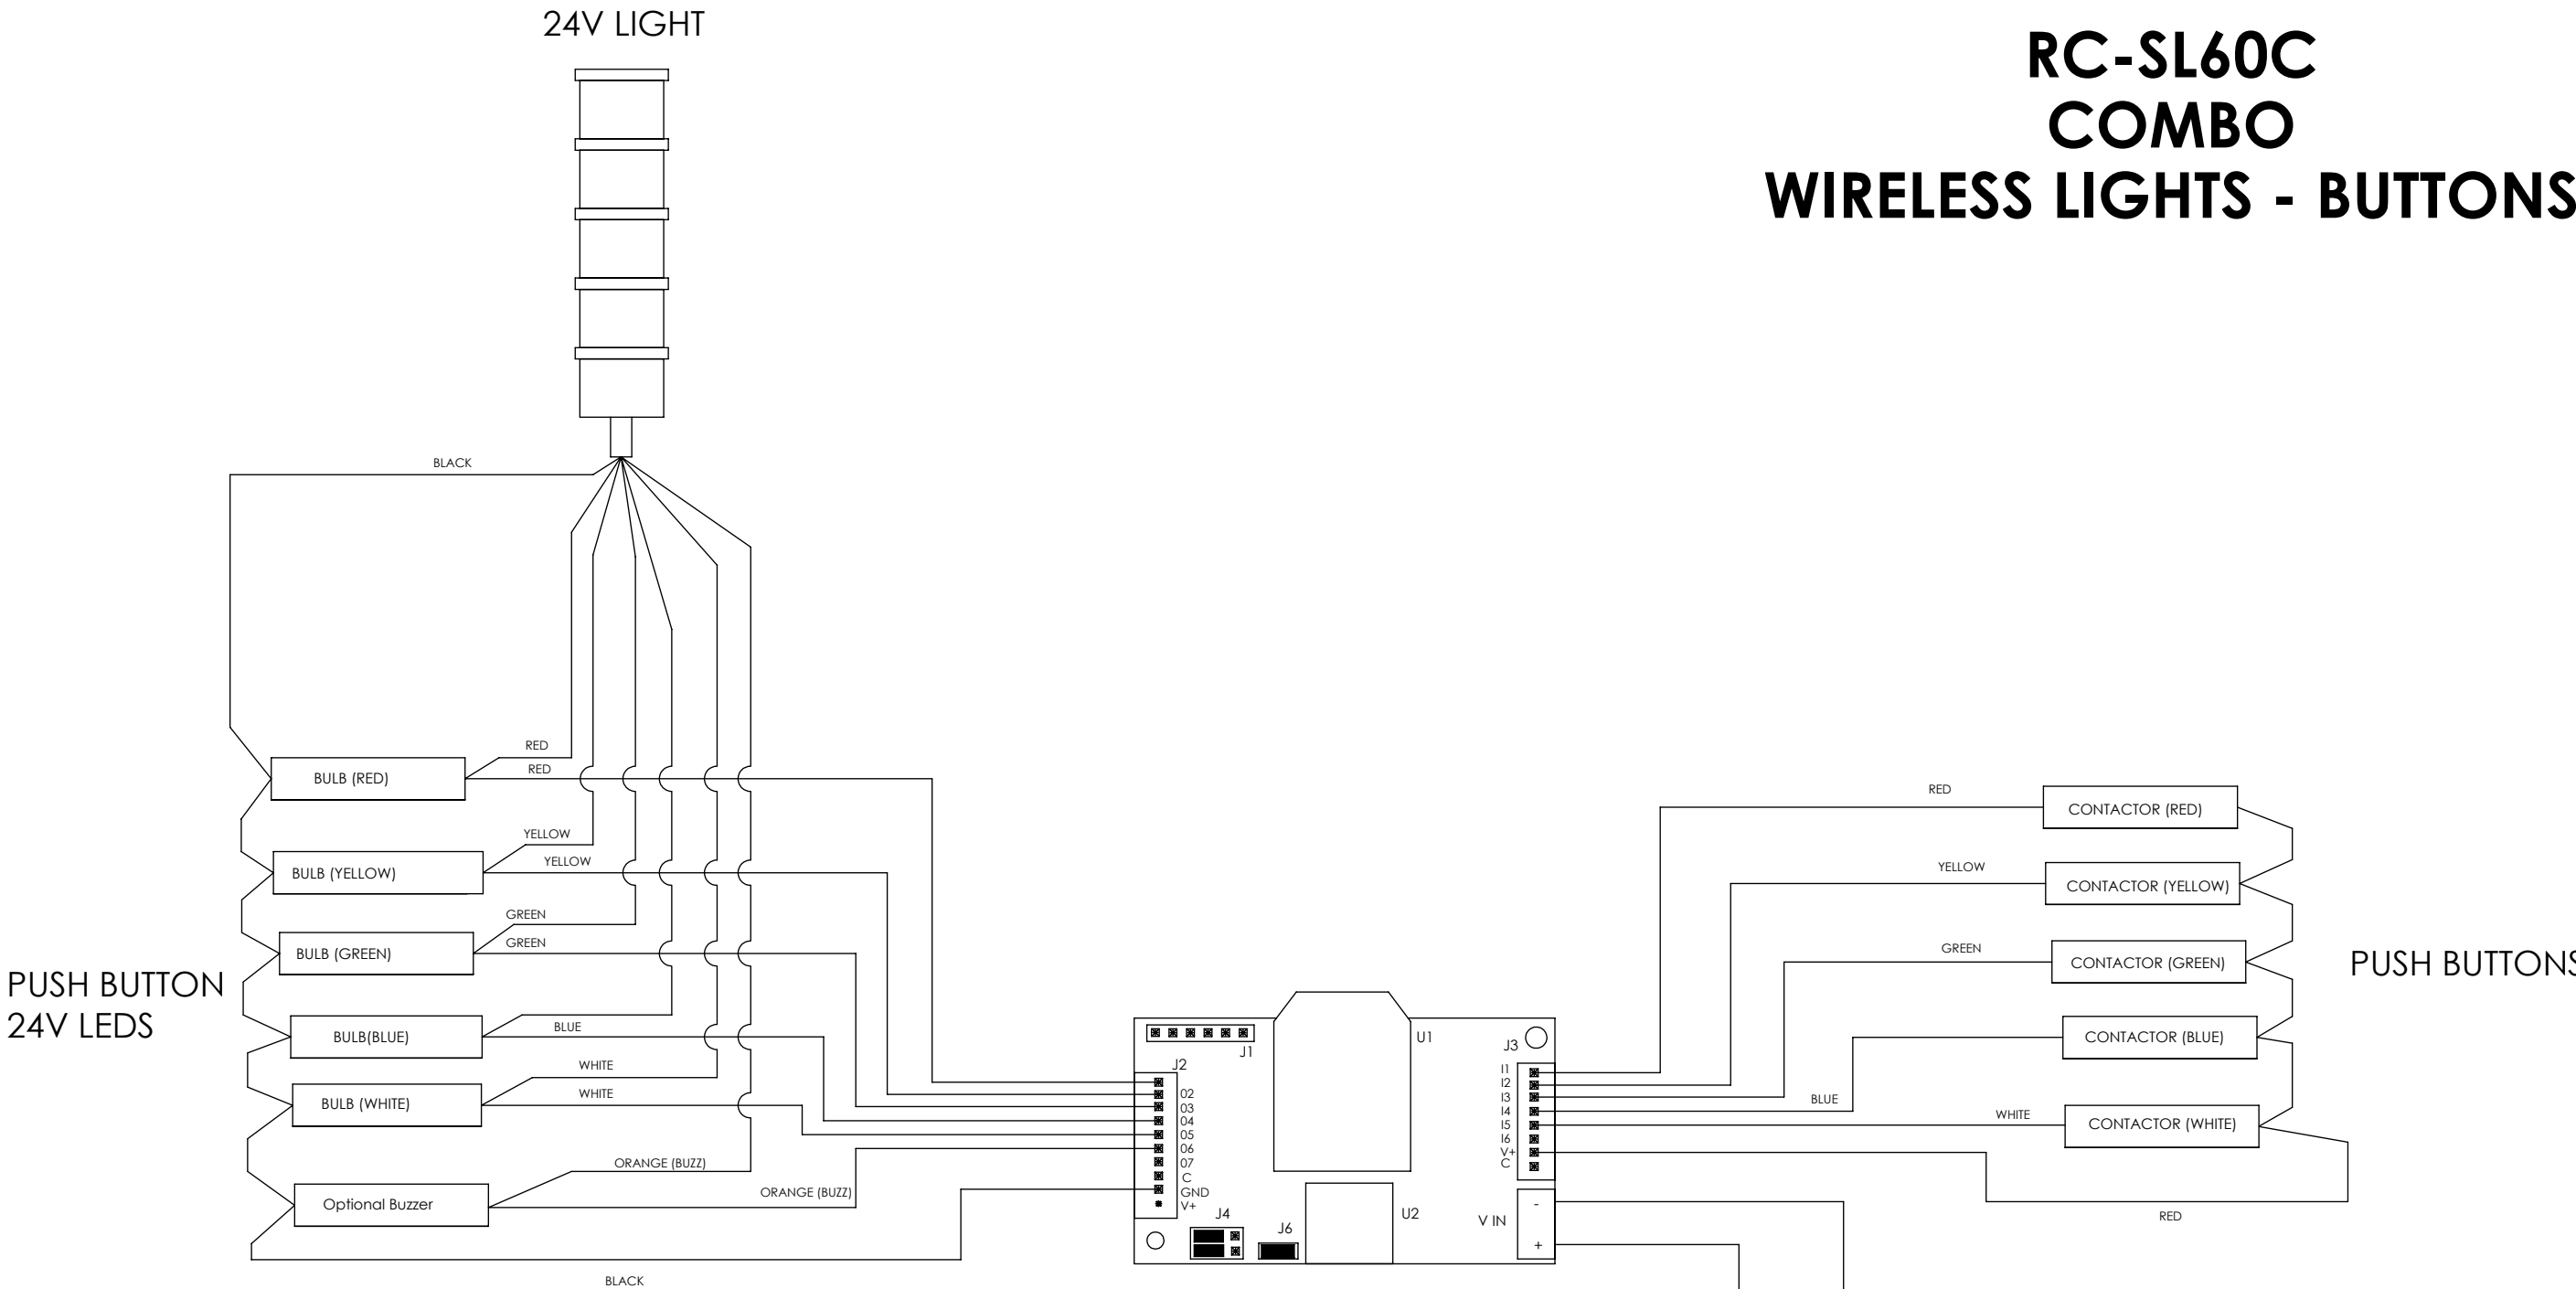 24V LIGHT
RC-SL60C
COMBO
WIRELESS LIGHTS - BUTTONS
BLACK
RED
RED
BULB (RED)
YELLOW
YELLOW
BULB (YELLOW)
GREEN
GREEN
BULB (GREEN)
PUSH BUTTON
24V LEDS
BLUE
BULB(BLUE)
WHITE
WHITE
BULB (WHITE)
ORANGE (BUZZ)
ORANGE (BUZZ)
Optional Buzzer
BLACK
J1
J2
02
03
04
05
06
07
C
GND
V+
J4
J6
U1
U2
J3
I1
I2
I3
I4
I5
I6
V+
C
V IN
-
+
RED
CONTACTOR (RED)
YELLOW
CONTACTOR (YELLOW)
GREEN
CONTACTOR (GREEN)
PUSH BUTTONS
BLUE
CONTACTOR (BLUE)
WHITE
CONTACTOR (WHITE)
RED